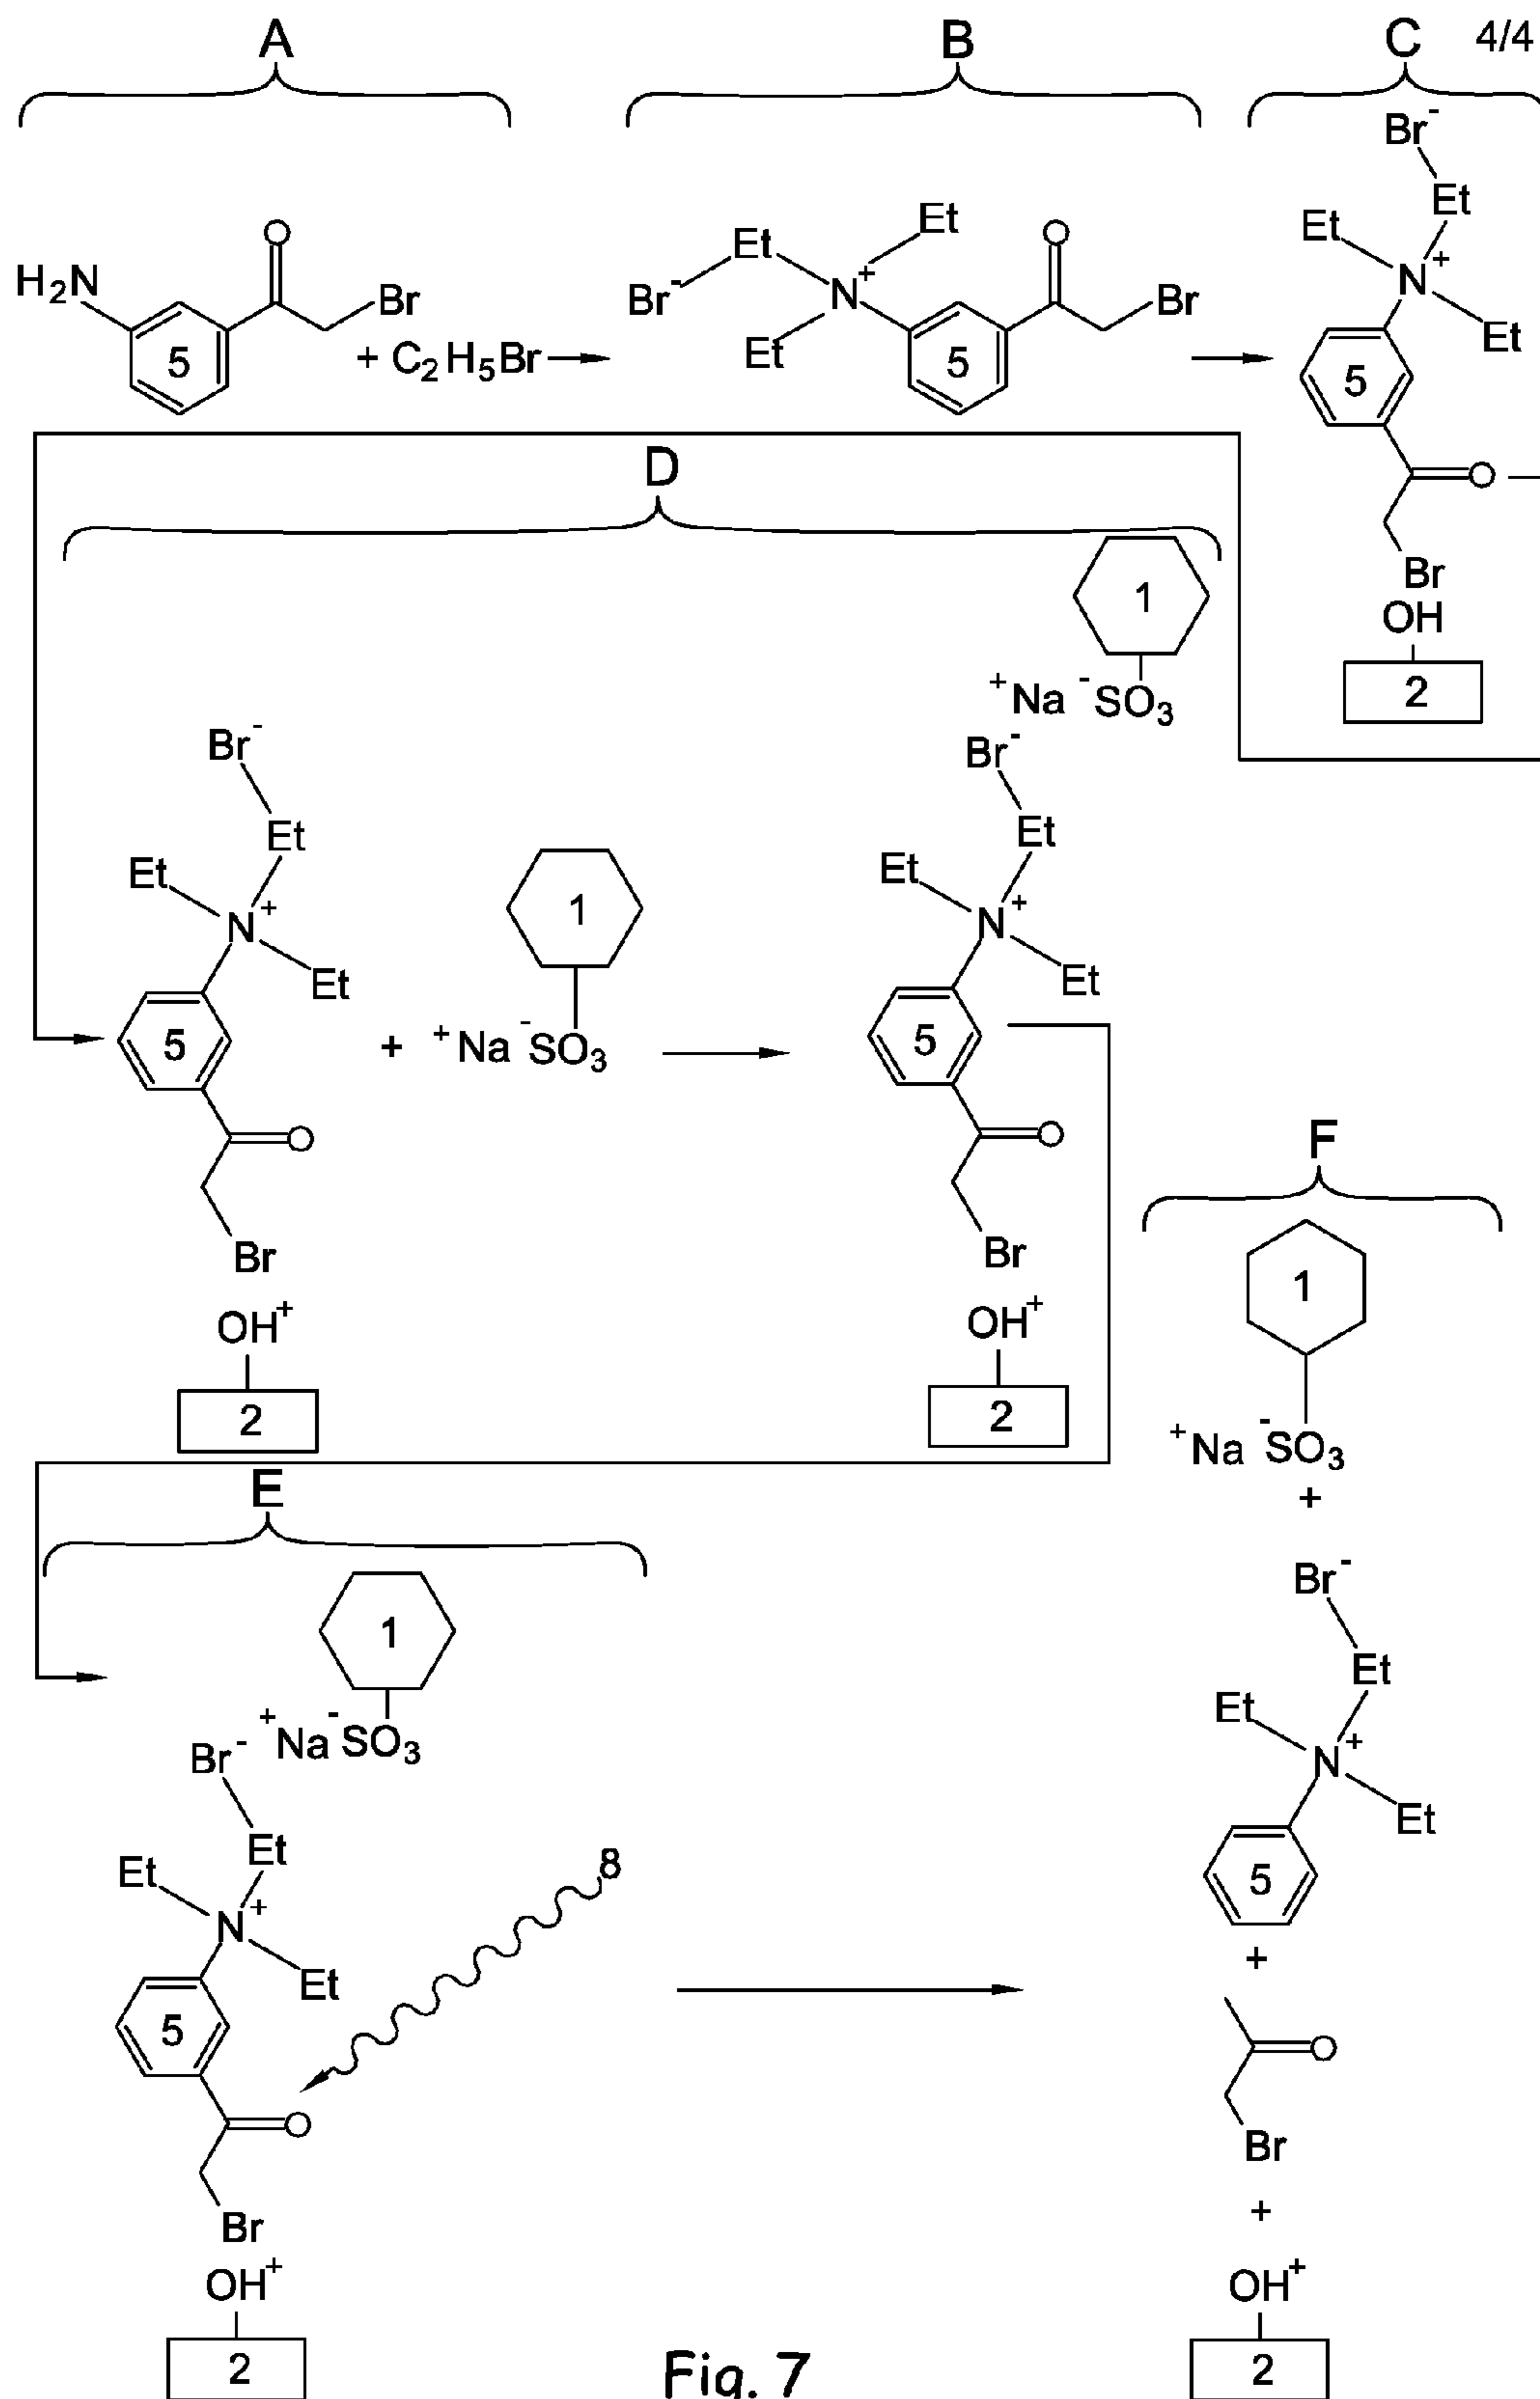 A
B
C
4/4
H₂N
O
Br
5
+ C₂H₅Br
Br⁻
Et
Et
Et
N⁺
5
O
Br
Br⁻
Et
Et
N⁺
Et
5
O
Br
OH
2
D
Br⁻
Et
Et
N⁺
Et
5
O
Br
OH⁺
2
+
1
⁺Na ⁻SO₃
1
⁺Na ⁻SO₃
Br⁻
Et
Et
N⁺
Et
5
O
Br
OH⁺
2
E
1
⁺Na ⁻SO₃
Br⁻
Et
Et
N⁺
Et
5
8
O
Br
OH⁺
2
F
1
⁺Na ⁻SO₃
+
Br⁻
Et
Et
N⁺
Et
5
+
O
Br
+
OH⁺
2
Fig. 7